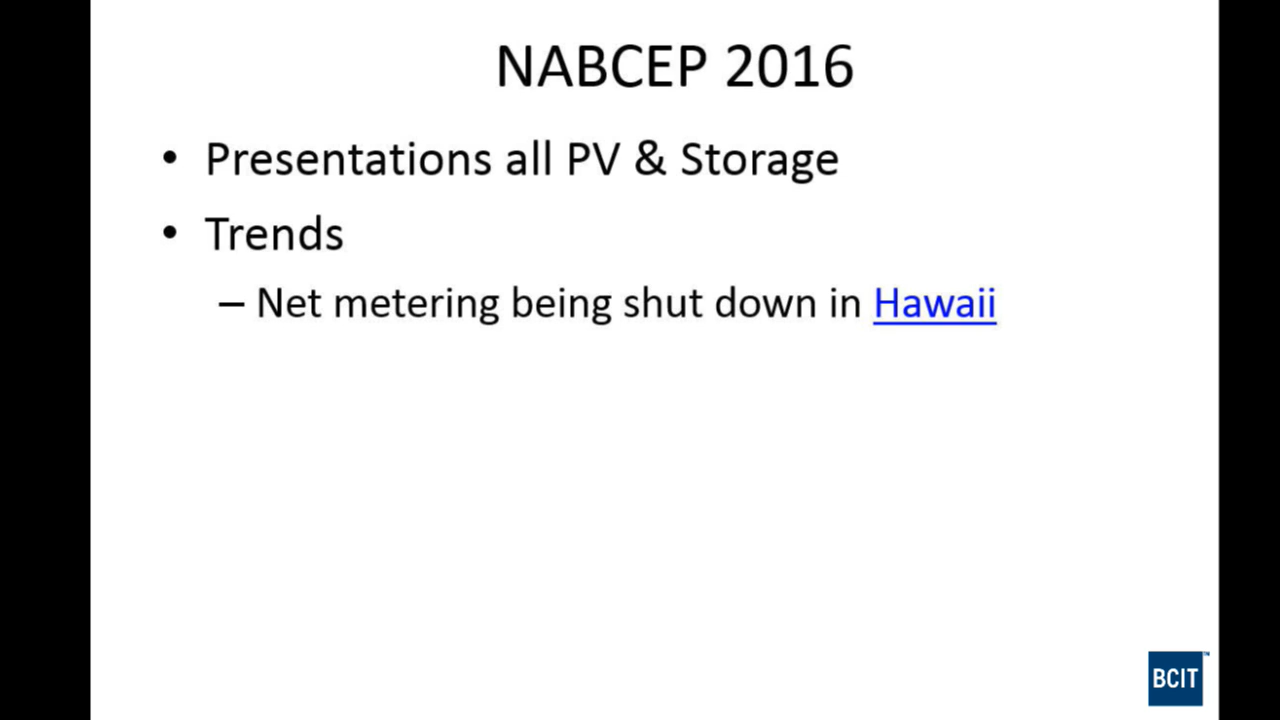 NABCEP 2016
• Presentations all PV & Storage
• Trends
– Net metering being shut down in Hawaii
BCIT